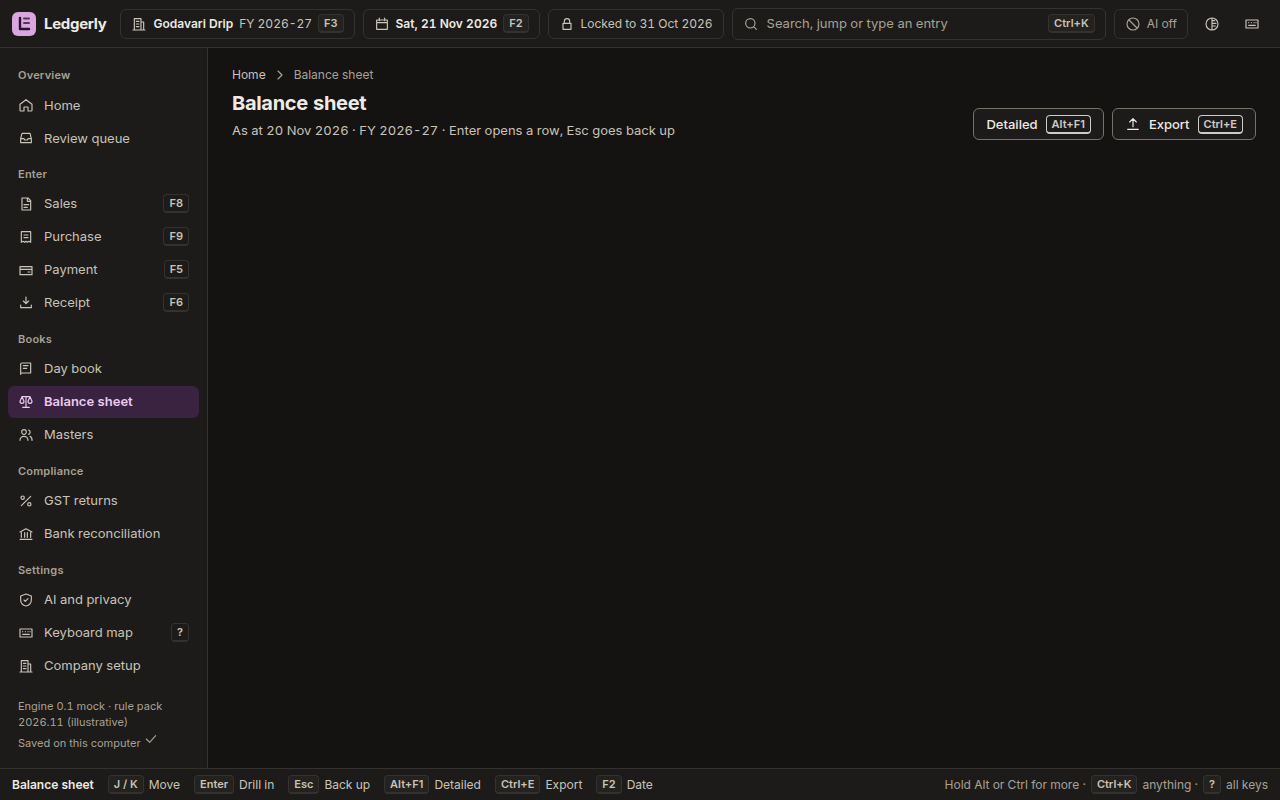 Ledgerly
Godavari Drip FY 2026-27 F3
Sat, 21 Nov 2026 F2
Locked to 31 Oct 2026
Search, jump or type an entry Ctrl+K
AI off
Overview
Home
Review queue
Enter
Sales F8
Purchase F9
Payment F5
Receipt F6
Books
Day book
Balance sheet
Masters
Compliance
GST returns
Bank reconciliation
Settings
AI and privacy
Keyboard map ?
Company setup
Engine 0.1 mock · rule pack
2026.11 (illustrative)
Saved on this computer
Home > Balance sheet
Balance sheet
As at 20 Nov 2026 · FY 2026-27 · Enter opens a row, Esc goes back up
Detailed Alt+F1
Export Ctrl+E
Balance sheet J / K Move Enter Drill in Esc Back up Alt+F1 Detailed Ctrl+E Export F2 Date
Hold Alt or Ctrl for more · Ctrl+K anything · ? all keys